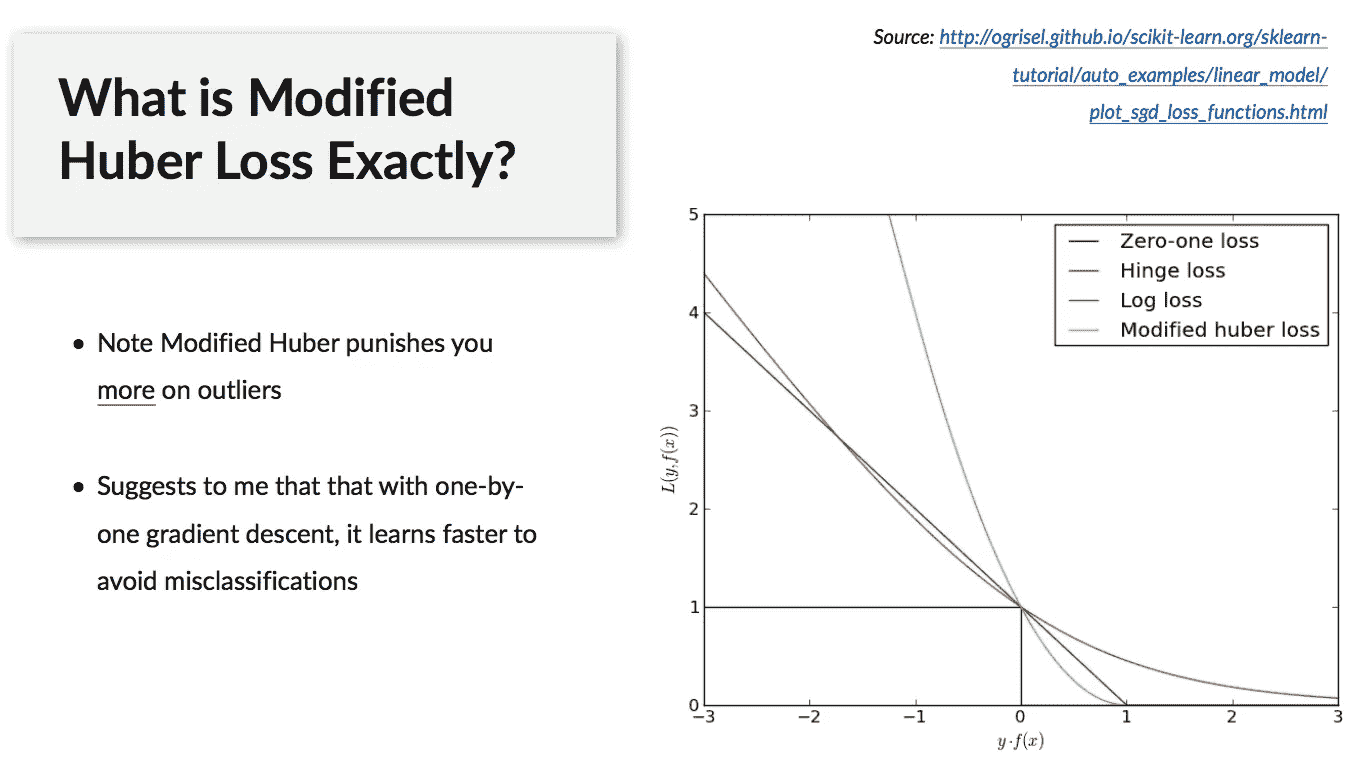 What is Modified
Huber Loss Exactly?
Source: http://ogrisel.github.io/scikit-learn.org/sklearn-
tutorial/auto_examples/linear_model/
plot_sgd_loss_functions.html
• Note Modified Huber punishes you
more on outliers
• Suggests to me that that with one-by-
one gradient descent, it learns faster to
avoid misclassifications
Zero-one loss
Hinge loss
Log loss
Modified huber loss
L(y, f(x))
5
4
3
2
1
0
−3 −2 −1 0 1 2 3
y·f(x)